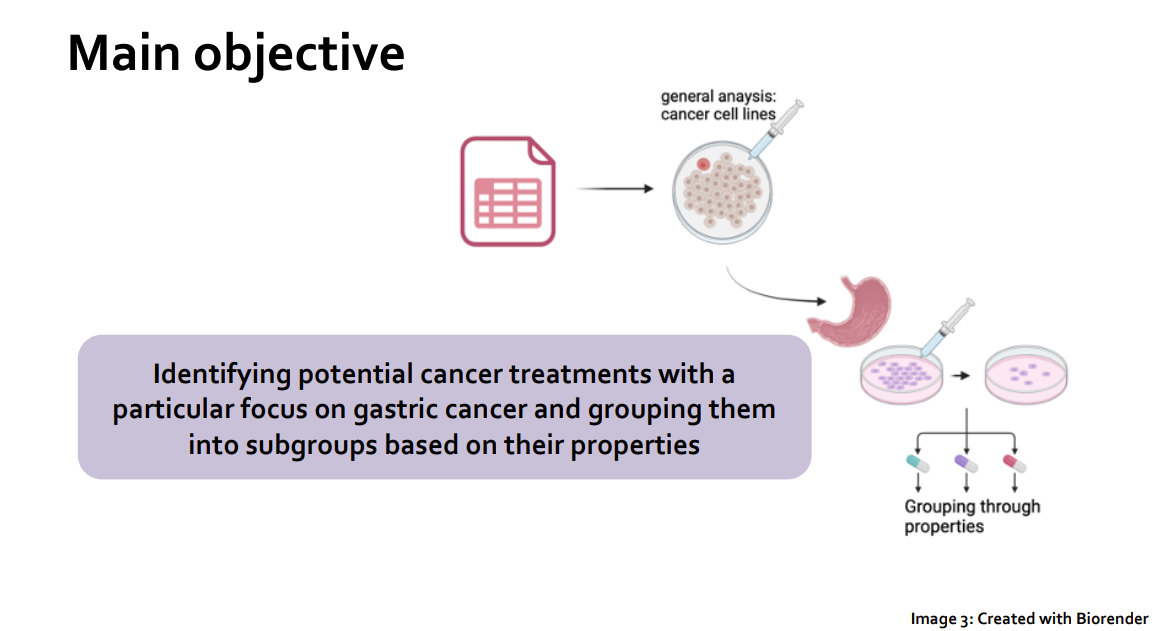 Main objective
general anaysis:
cancer cell lines
Identifying potential cancer treatments with a
particular focus on gastric cancer and grouping them
into subgroups based on their properties
Grouping through
properties
Image 3: Created with Biorender